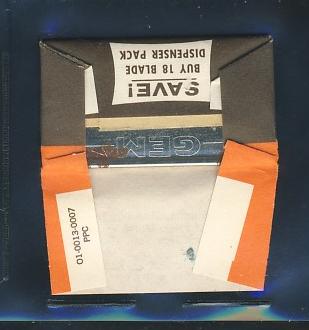 SAVE!
BUY 18 BLADE
DISPENSER PACK
GEM
01-0013-0007
PPC